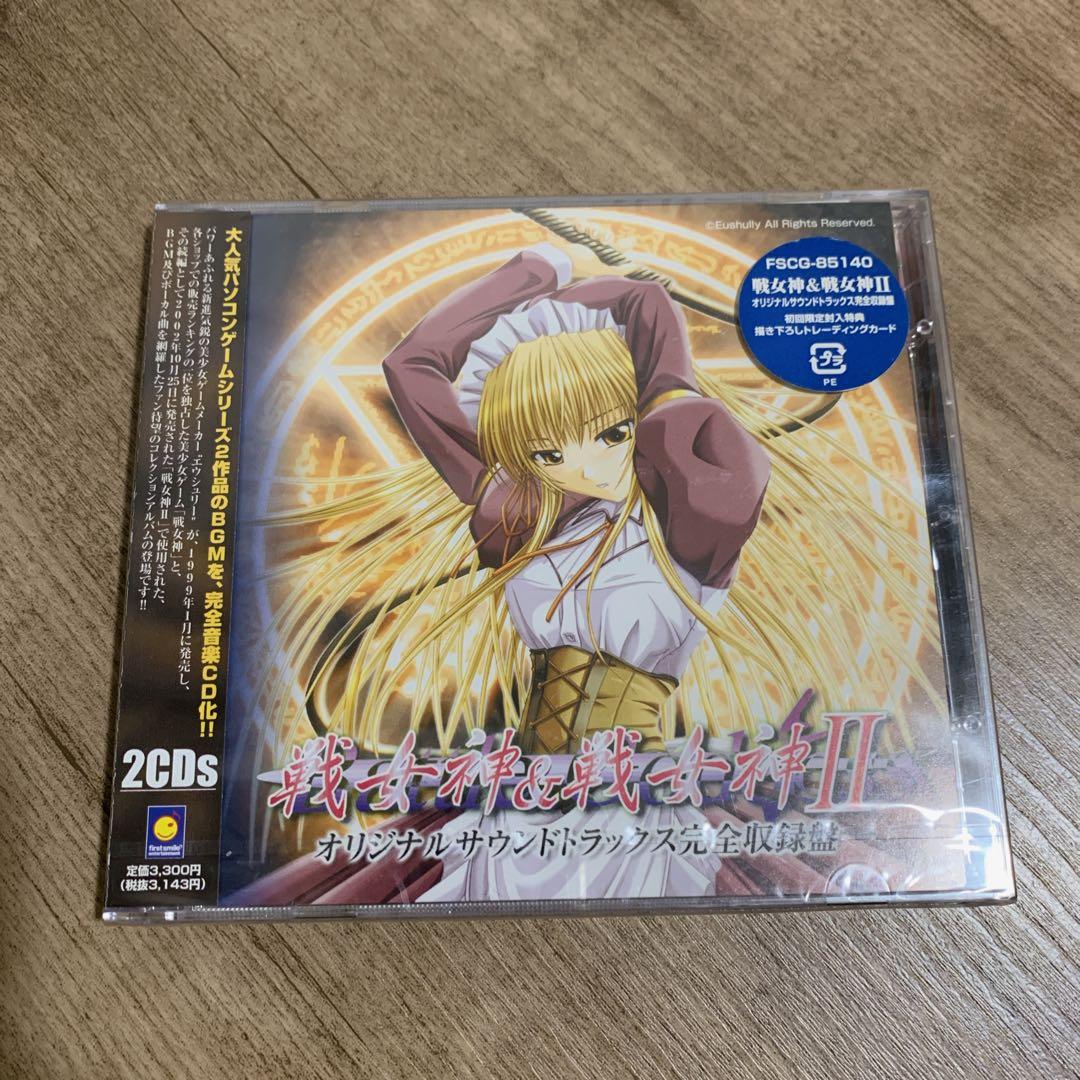 大人気パソコンゲームシリーズ2作品のBGMを、完全音楽CD化!!
パワーあふれる新進気鋭の美少女ゲームメーカー"エウシュリー"が、1999年1月に発売し、
各ショップでの販売ランキングの一位を独占した美少女ゲーム「戦女神」と、
その続編として2002年10月25日に発売された「戦女神II」で使用された、
BGM及びボーカル曲を網羅したファン待望のコレクションアルバムの登場です!!
2CDs
first smile
entertainment
定価3,300円
(税抜3,143円)
©Eushully All Rights Reserved.
FSCG-85140
戦女神&戦女神II
オリジナルサウンドトラックス完全収録盤
初回限定封入特典
描き下ろしトレーディングカード
プラ
PE
戦女神&戦女神II
オリジナルサウンドトラックス完全収録盤